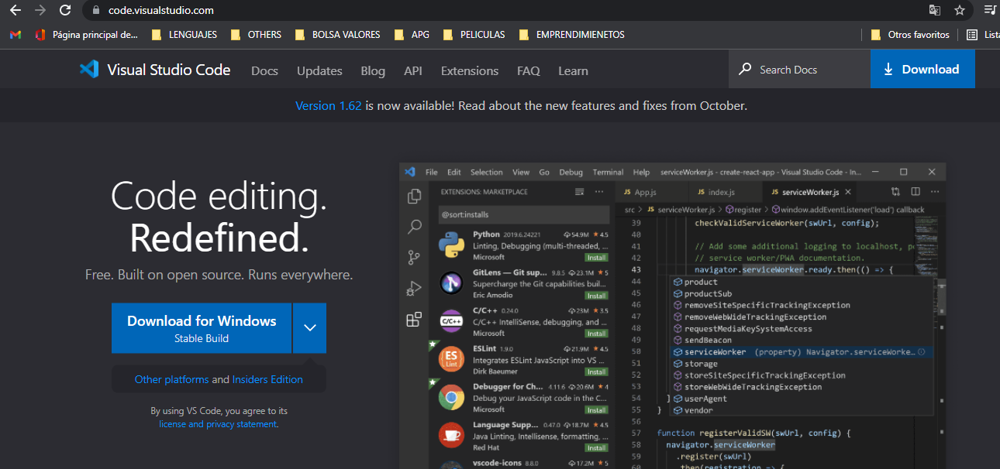 code.visualstudio.com
Página principal de... LENGUAJES OTHERS BOLSA VALORES APG PELICULAS EMPRENDIMIENETOS Otros favoritos Lista
Visual Studio Code Docs Updates Blog API Extensions FAQ Learn Search Docs Download
Version 1.62 is now available! Read about the new features and fixes from October.
Code editing.
Redefined.
Free. Built on open source. Runs everywhere.
Download for Windows
Stable Build
Other platforms and Insiders Edition
By using VS Code, you agree to its
license and privacy statement.
File Edit Selection View Go Debug Terminal Help serviceWorker.js - create-react-app - Visual Studio Code - In...
EXTENSIONS: MARKETPLACE
@sort:installs
Python 2019.6.24221 54.9M 4.5
Linting, Debugging (multi-threaded, ...
Microsoft Install
GitLens — Git sup... 9.8.5 23.1M 5
Supercharge the Git capabilities buil...
Eric Amodio Install
C/C++ 0.24.0 23M 3.5
C/C++ IntelliSense, debugging, and ...
Microsoft Install
ESLint 1.9.0 21.9M 4.5
Integrates ESLint JavaScript into VS ...
Dirk Baeumer Install
Debugger for Ch... 4.11.6 20.6M 4
Debug your JavaScript code in the C...
Microsoft Install
Language Supp... 0.47.0 18.7M 4.5
Java Linting, Intellisense, formatting, ...
Red Hat Install
vscode-icons 8.8.0 17.2M 5
C/C++
ES
Lint
JS App.js JS index.js JS serviceWorker.js
src > JS serviceWorker.js > register > window.addEventListener('load') callback
39 checkValidServiceWorker(swUrl, config);
40
41 // Add some additional logging to localhost, po
42 // service worker/PWA documentation.
43 navigator.serviceWorker.ready.then(() => {
44 product
45 productSub
46 removeSiteSpecificTrackingException
47 removeWebWideTrackingException
48 requestMediaKeySystemAccess
49 sendBeacon
50 serviceWorker (property) Navigator.serviceWorke...
51 storage
52 storeSiteSpecificTrackingException
53 storeWebWideTrackingException
54 } userAgent
55 } vendor
56
57 function registerValidSW(swUrl, config) {
58 navigator.serviceWorker
59 .register(swUrl)
60 .then(registration => {